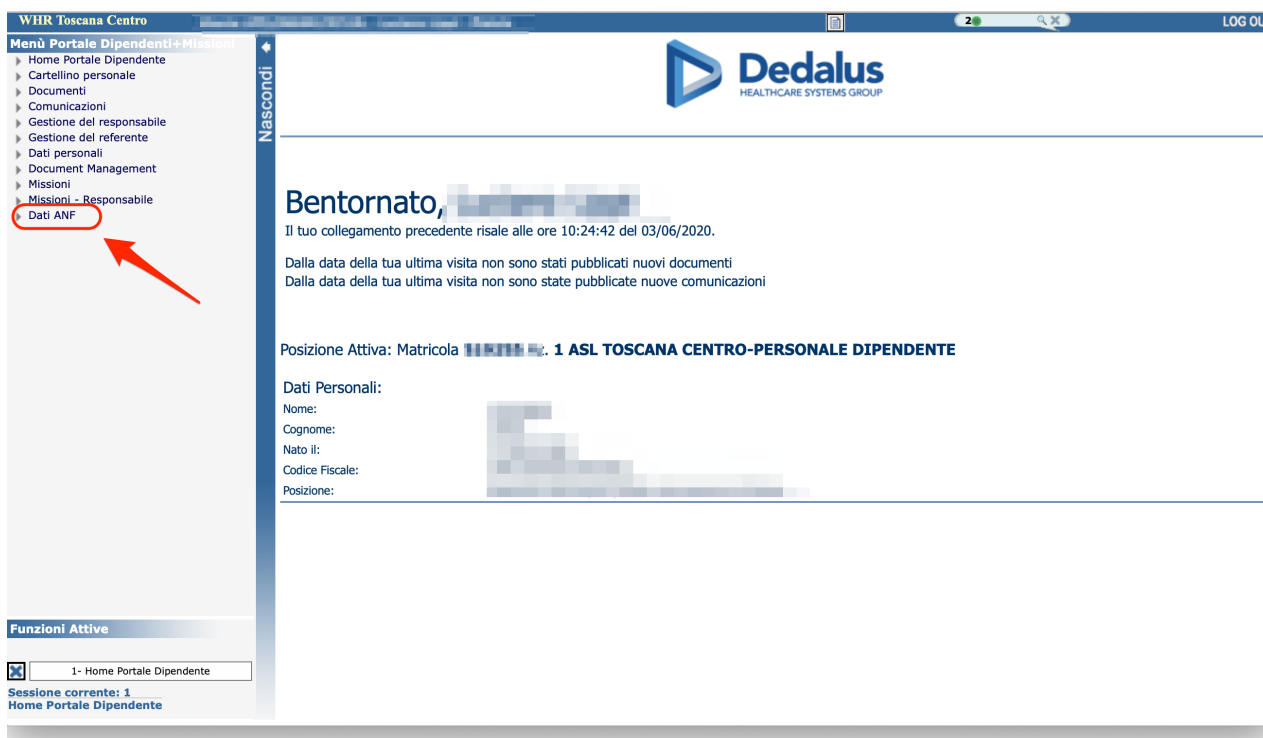 WHR Toscana Centro
2
LOG OU
Menù Portale Dipendenti+Missioni
Home Portale Dipendente
Cartellino personale
Documenti
Comunicazioni
Gestione del responsabile
Gestione del referente
Dati personali
Document Management
Missioni
Missioni - Responsabile
Dati ANF
Nascondi
Dedalus
HEALTHCARE SYSTEMS GROUP
Bentornato,
Il tuo collegamento precedente risale alle ore 10:24:42 del 03/06/2020.
Dalla data della tua ultima visita non sono stati pubblicati nuovi documenti
Dalla data della tua ultima visita non sono state pubblicate nuove comunicazioni
Posizione Attiva: Matricola 1 ASL TOSCANA CENTRO-PERSONALE DIPENDENTE
Dati Personali:
Nome:
Cognome:
Nato il:
Codice Fiscale:
Posizione:
Funzioni Attive
1- Home Portale Dipendente
Sessione corrente: 1
Home Portale Dipendente